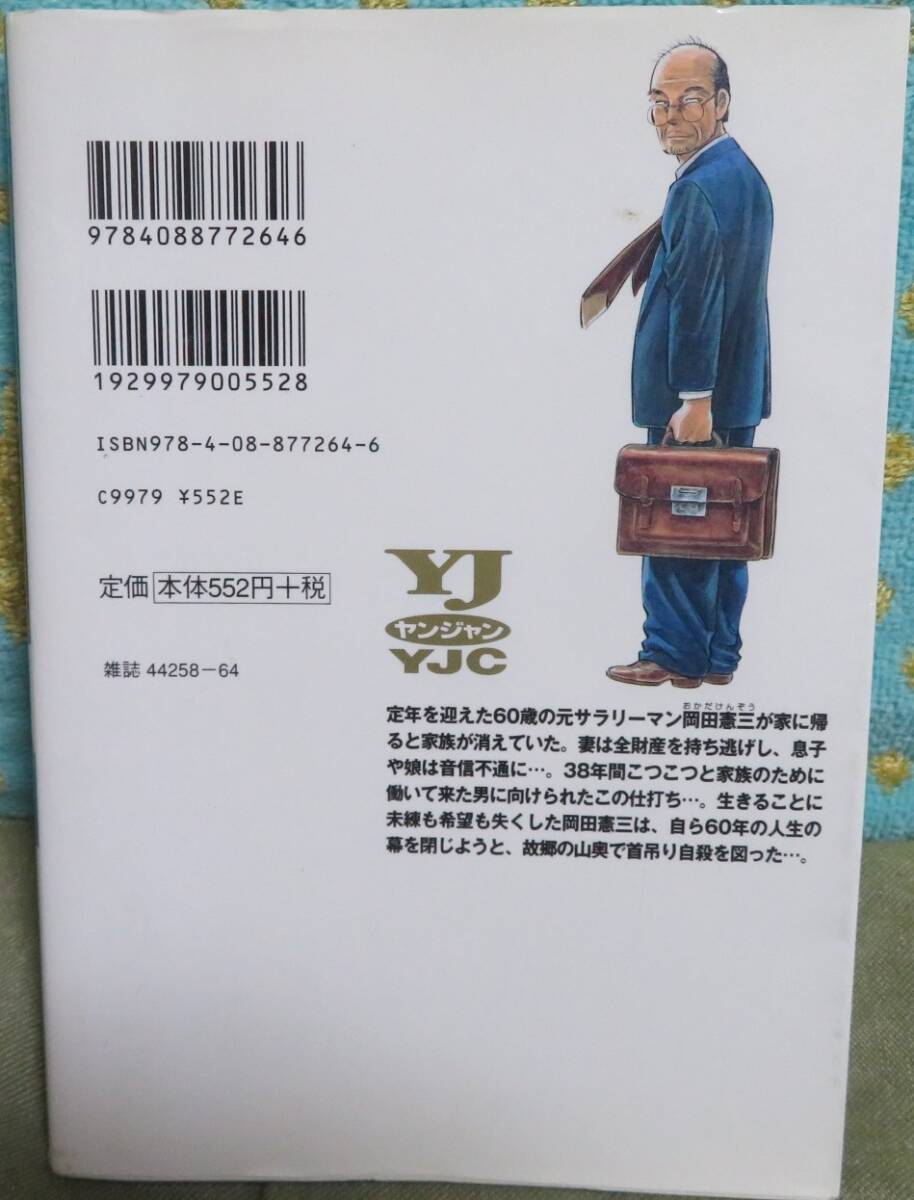 9784088772646
1929979005528
ISBN978-4-08-877264-6
C9979 ¥552E
定価 本体552円+税
雑誌 44258-64
YJ
ヤンジャン
YJC
おかだけんぞう
定年を迎えた60歳の元サラリーマン岡田憲三が家に帰
ると家族が消えていた。妻は全財産を持ち逃げし、息子
や娘は音信不通に…。38年間こつこつと家族のために
働いて来た男に向けられたこの仕打ち…。生きることに
未練も希望も失くした岡田憲三は、自ら60年の人生の
幕を閉じようと、故郷の山奥で首吊り自殺を図った…。